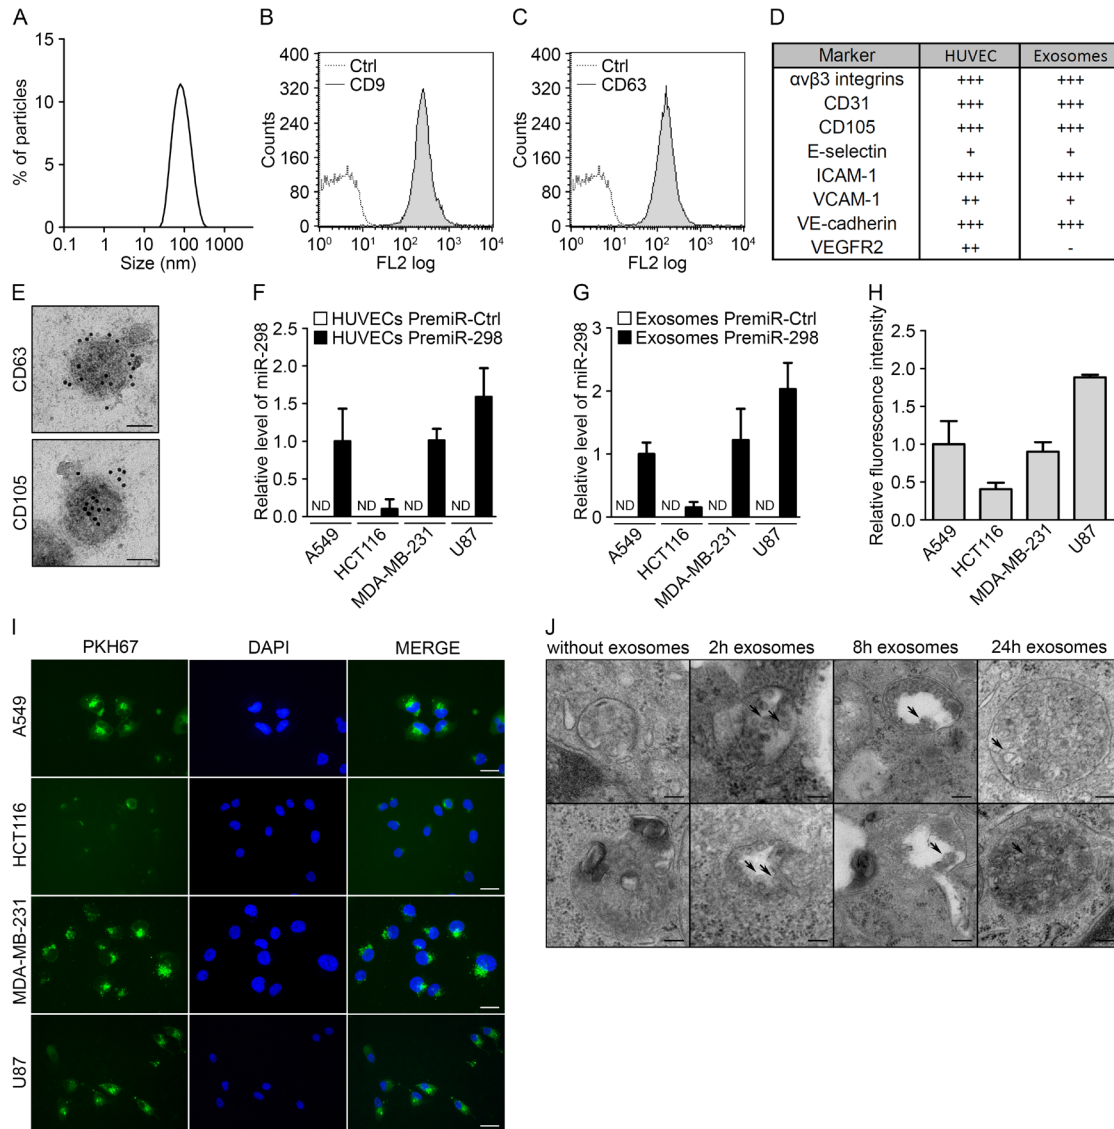 A
% of particles
15
10
5
0
0.1 1 10 100 1000
Size (nm)
B
Counts
400
320
240
160
80
0
Ctrl
CD9
10⁰ 10¹ 10² 10³ 10⁴
FL2 log
C
Counts
400
320
240
160
80
0
Ctrl
CD63
10⁰ 10¹ 10² 10³ 10⁴
FL2 log
D
Marker HUVEC Exosomes
αvβ3 integrins +++ +++
CD31 +++ +++
CD105 +++ +++
E-selectin + +
ICAM-1 +++ +++
VCAM-1 ++ +
VE-cadherin +++ +++
VEGFR2 ++ -
E
CD63
CD105
F
HUVECs PremiR-Ctrl
HUVECs PremiR-298
Relative level of miR-298
2.5
2.0
1.5
1.0
0.5
0.0
ND ND ND ND
A549 HCT116 MDA-MB-231 U87
G
Exosomes PremiR-Ctrl
Exosomes PremiR-298
Relative level of miR-298
3
2
1
0
ND ND ND ND
A549 HCT116 MDA-MB-231 U87
H
Relative fluorescence intensity
2.5
2.0
1.5
1.0
0.5
0.0
A549 HCT116 MDA-MB-231 U87
I
PKH67 DAPI MERGE
A549
HCT116
MDA-MB-231
U87
J
without exosomes 2h exosomes 8h exosomes 24h exosomes